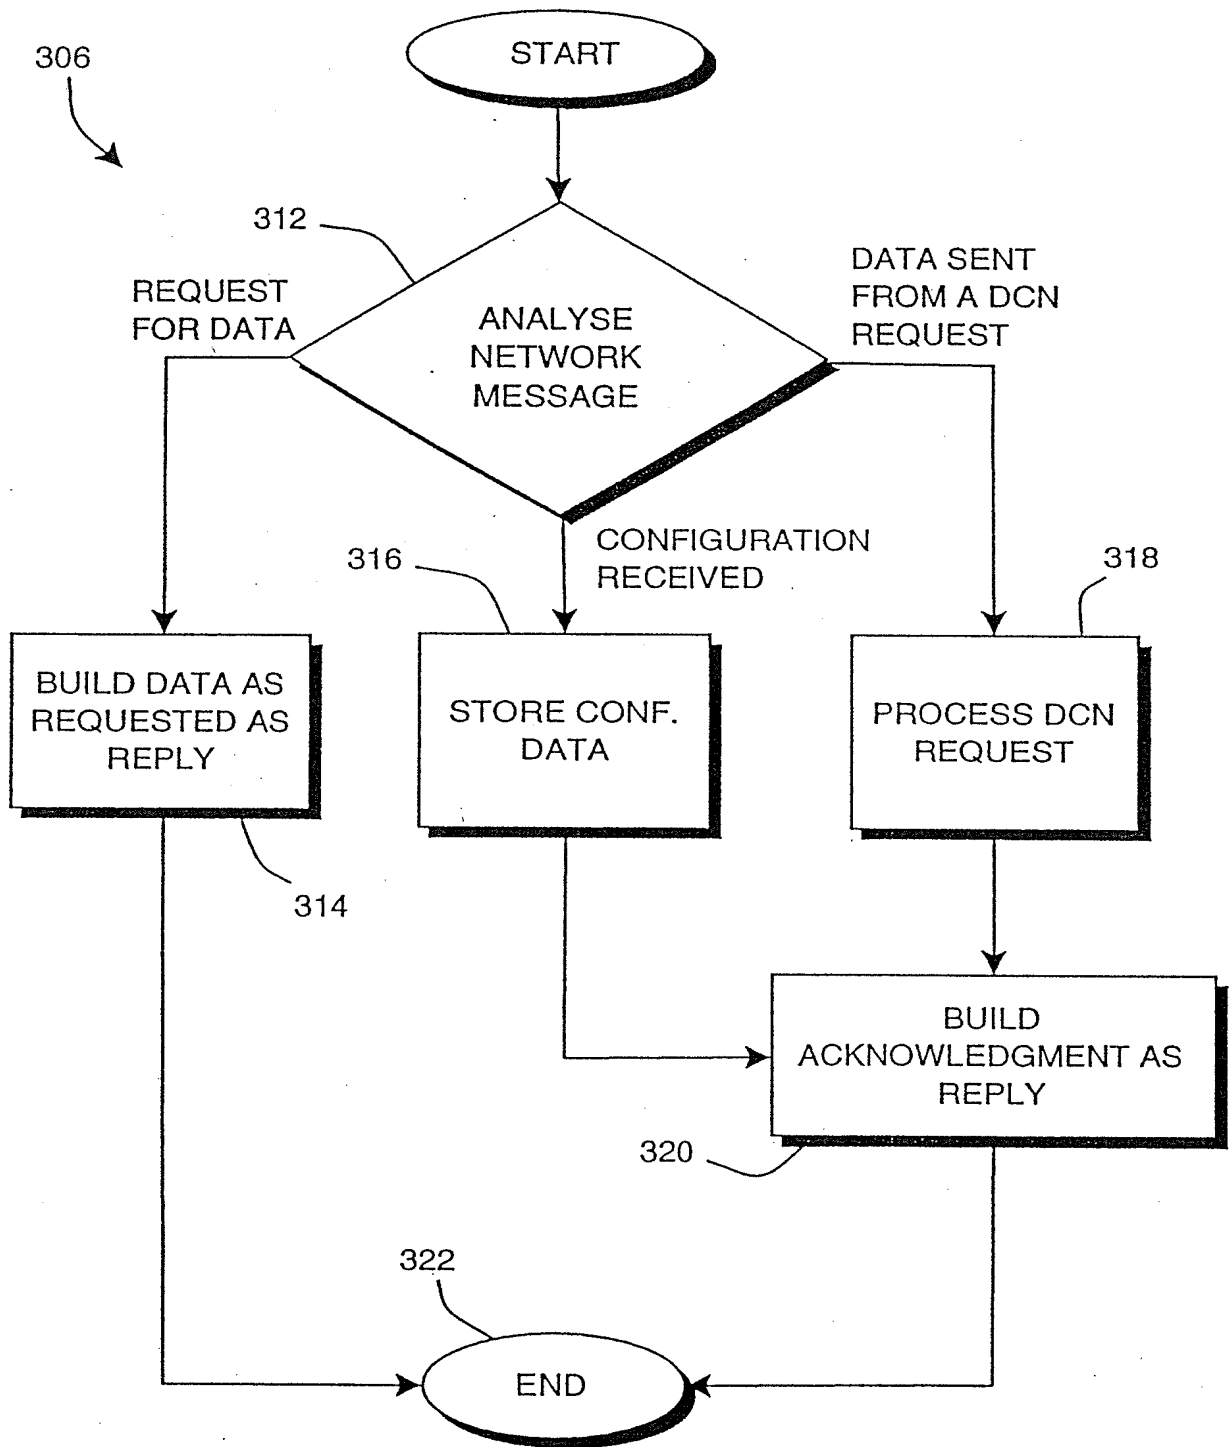 306
START
312
REQUEST
FOR DATA
ANALYSE
NETWORK
MESSAGE
DATA SENT
FROM A DCN
REQUEST
CONFIGURATION
RECEIVED
316
318
BUILD DATA AS
REQUESTED AS
REPLY
STORE CONF.
DATA
PROCESS DCN
REQUEST
314
BUILD
ACKNOWLEDGMENT AS
REPLY
320
322
END